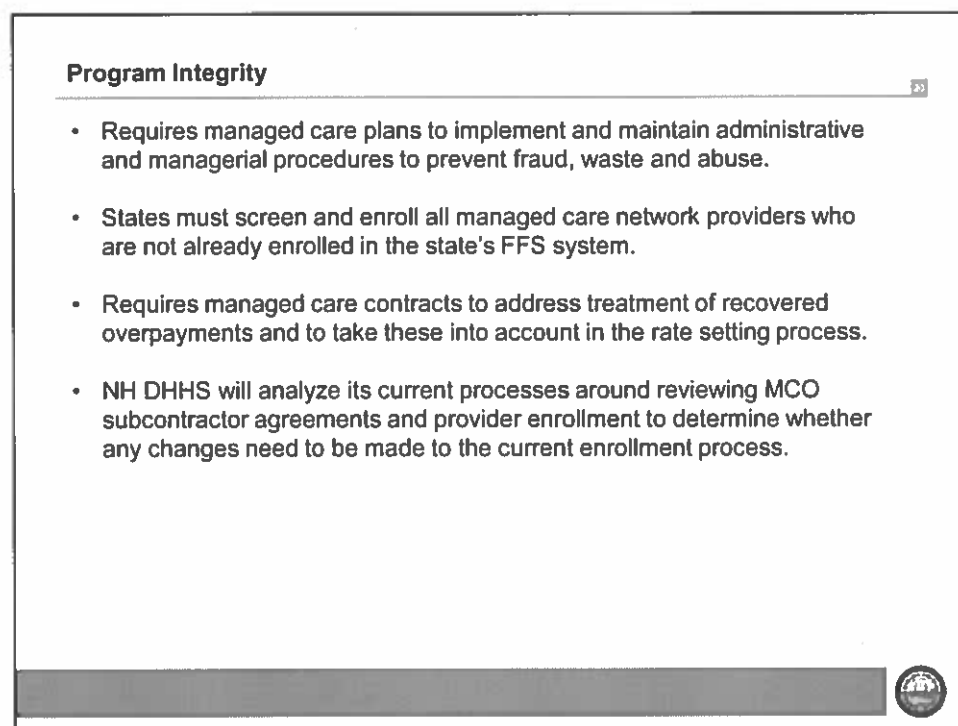 Program Integrity
• Requires managed care plans to implement and maintain administrative
and managerial procedures to prevent fraud, waste and abuse.
• States must screen and enroll all managed care network providers who
are not already enrolled in the state's FFS system.
• Requires managed care contracts to address treatment of recovered
overpayments and to take these into account in the rate setting process.
• NH DHHS will analyze its current processes around reviewing MCO
subcontractor agreements and provider enrollment to determine whether
any changes need to be made to the current enrollment process.